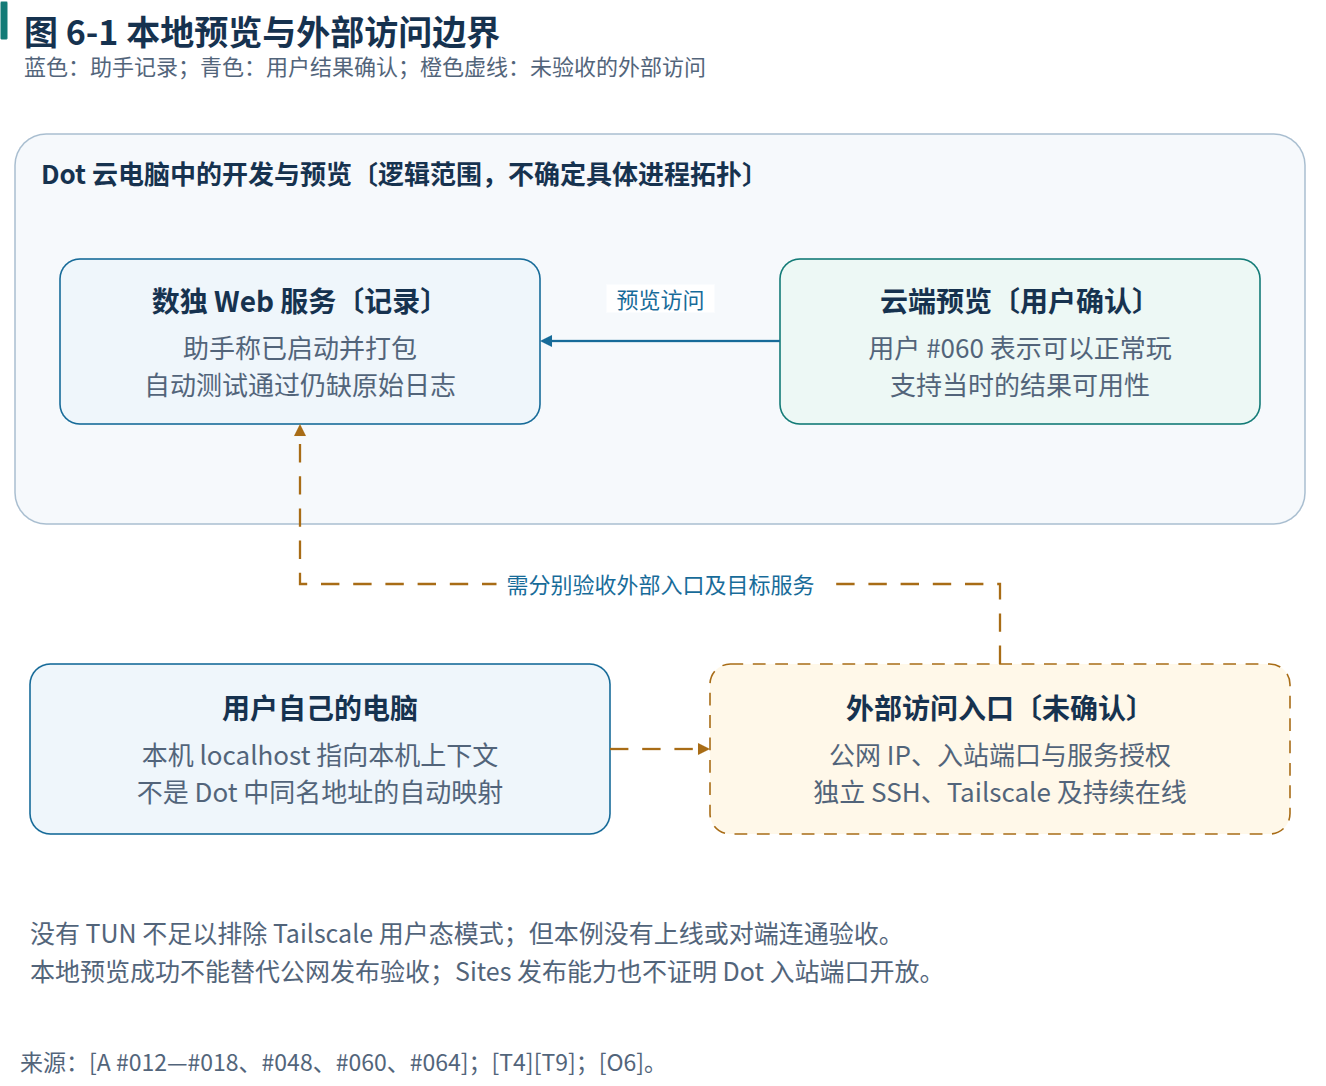 图 6-1 本地预览与外部访问边界
蓝色：助手记录；青色：用户结果确认；橙色虚线：未验收的外部访问
Dot 云电脑中的开发与预览〔逻辑范围，不确定具体进程拓扑〕
数独 Web 服务〔记录〕
助手称已启动并打包
自动测试通过仍缺原始日志
预览访问
云端预览〔用户确认〕
用户 #060 表示可以正常玩
支持当时的结果可用性
需分别验收外部入口及目标服务
用户自己的电脑
本机 localhost 指向本机上下文
不是 Dot 中同名地址的自动映射
外部访问入口〔未确认〕
公网 IP、入站端口与服务授权
独立 SSH、Tailscale 及持续在线
没有 TUN 不足以排除 Tailscale 用户态模式；但本例没有上线或对端连通验收。
本地预览成功不能替代公网发布验收；Sites 发布能力也不证明 Dot 入站端口开放。
来源：[A #012—#018、#048、#060、#064]；[T4][T9]；[O6]。